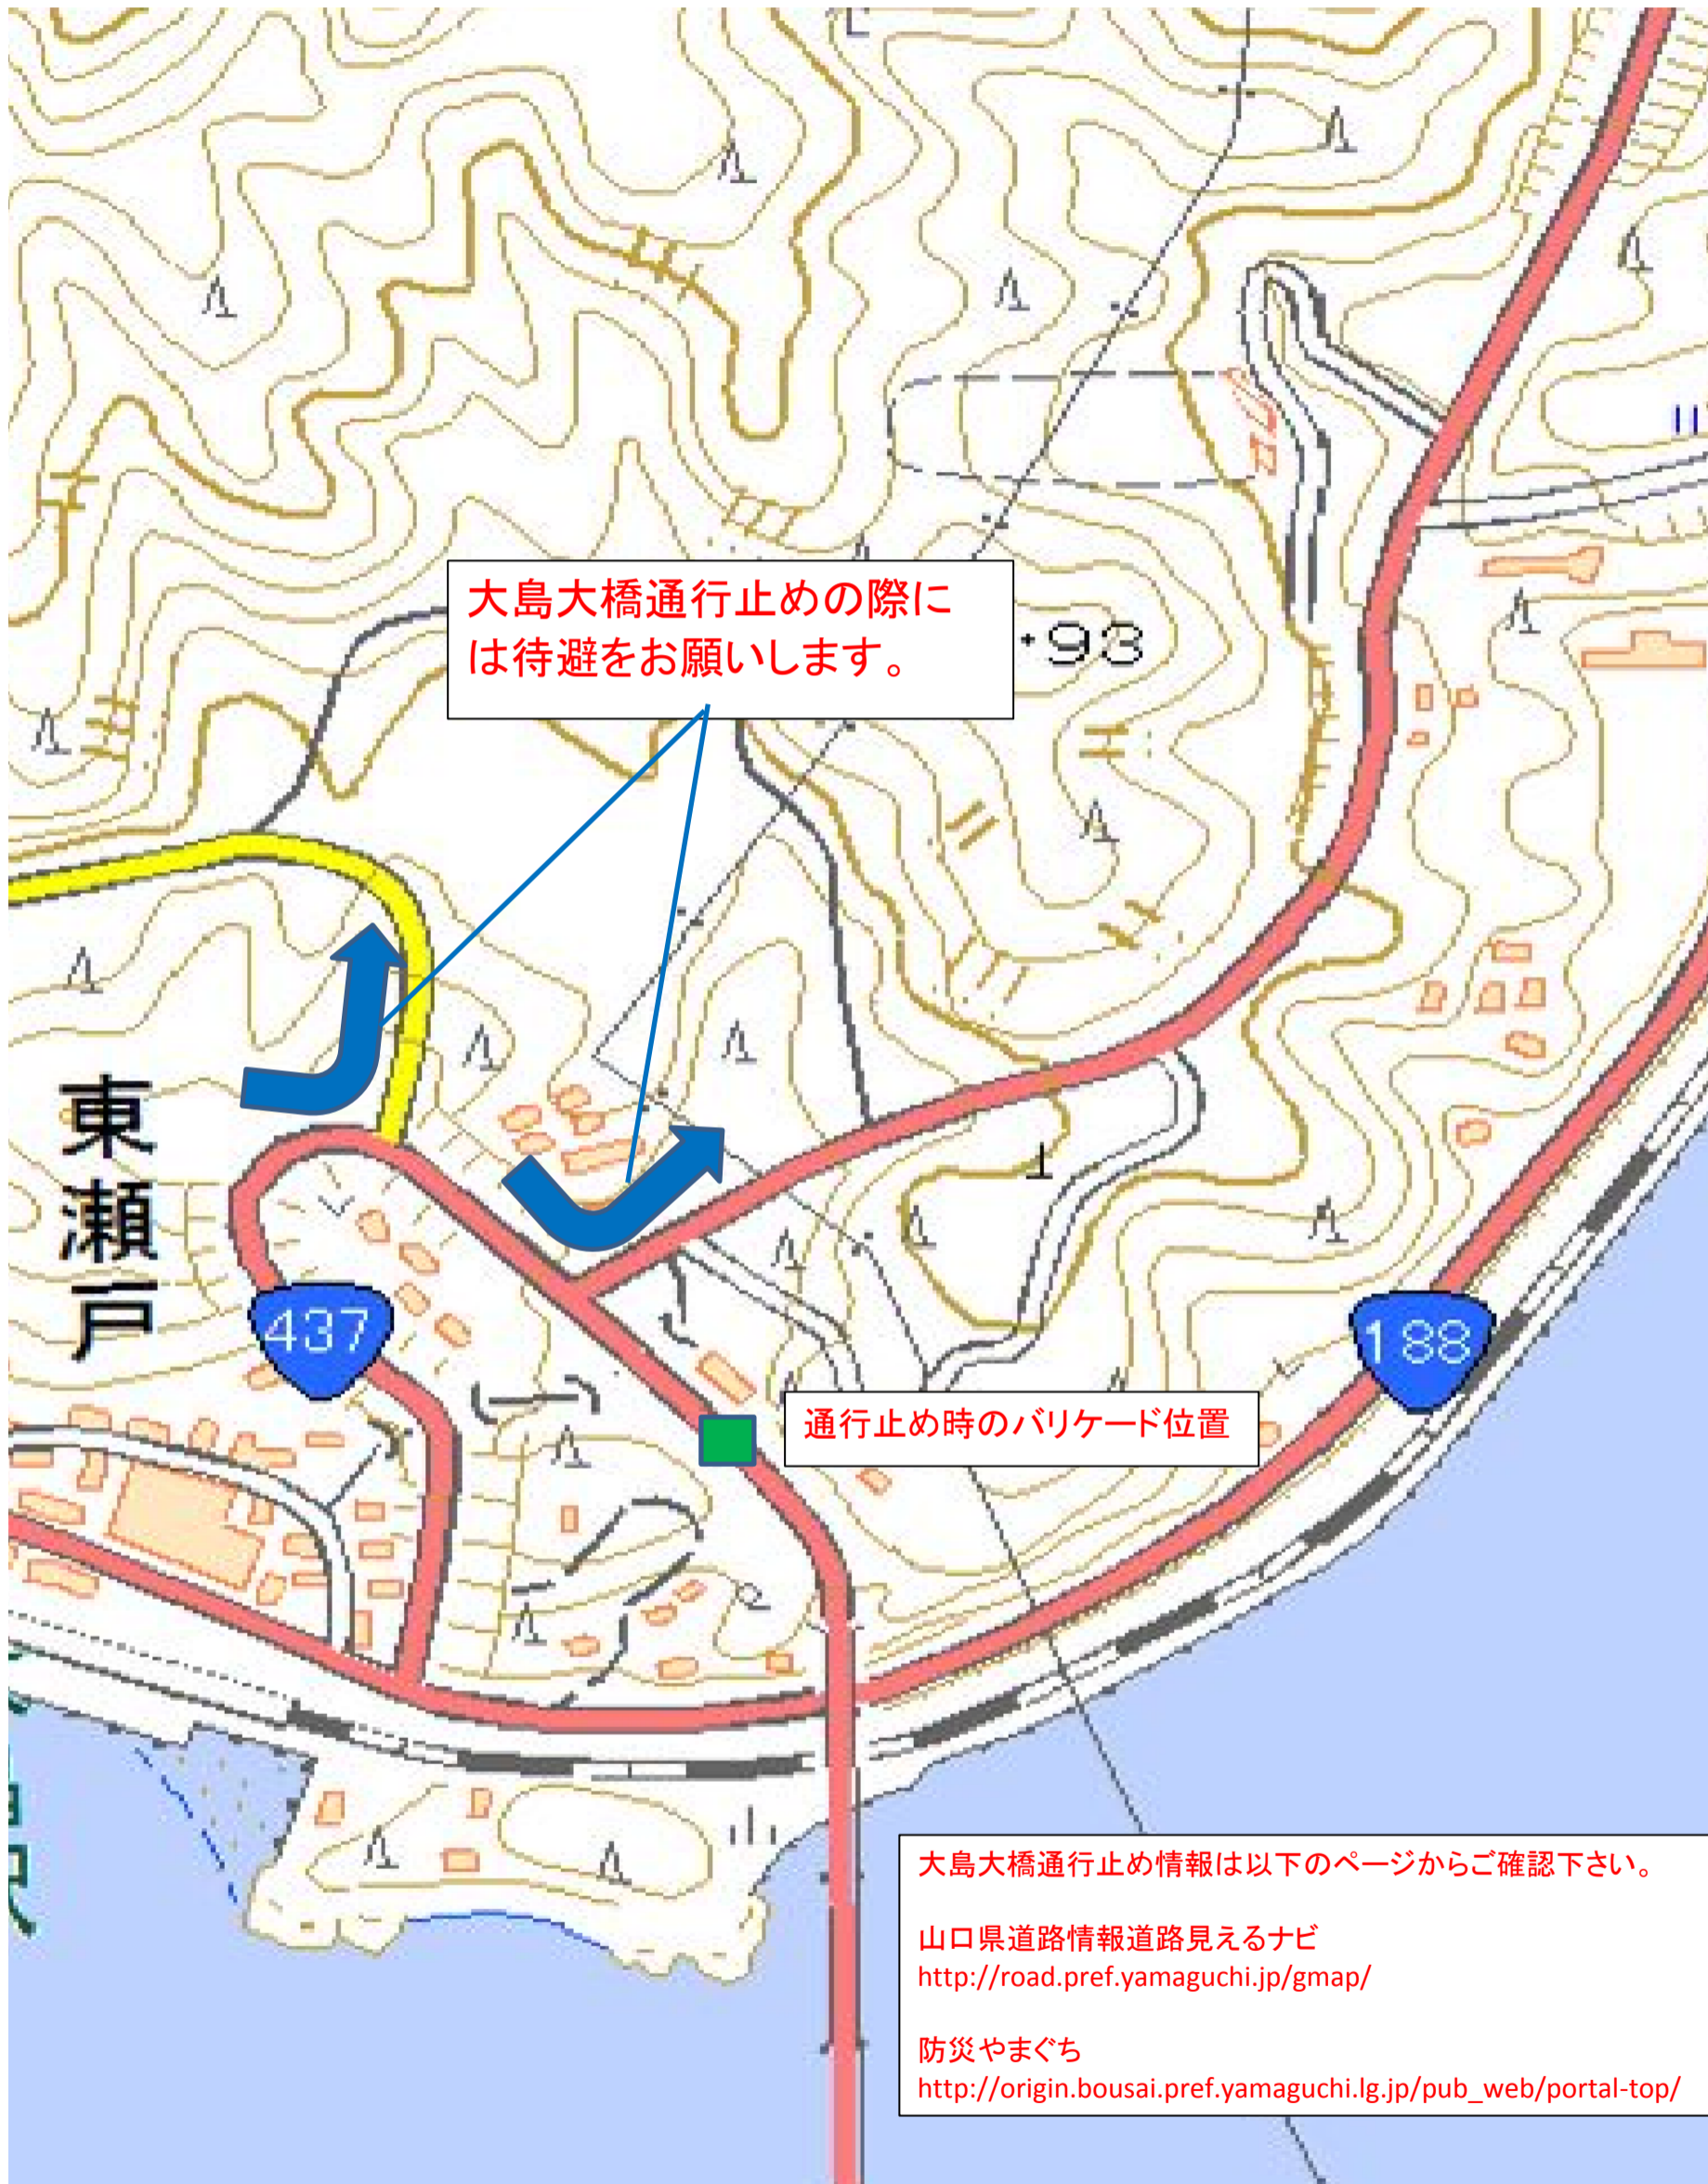 大島大橋通行止めの際に
は待避をお願いします。
・93
東瀬戸
437
188
通行止め時のバリケード位置
大島大橋通行止め情報は以下のページからご確認下さい。
山口県道路情報道路見えるナビ
http://road.pref.yamaguchi.jp/gmap/
防災やまぐち
http://origin.bousai.pref.yamaguchi.lg.jp/pub_web/portal-top/